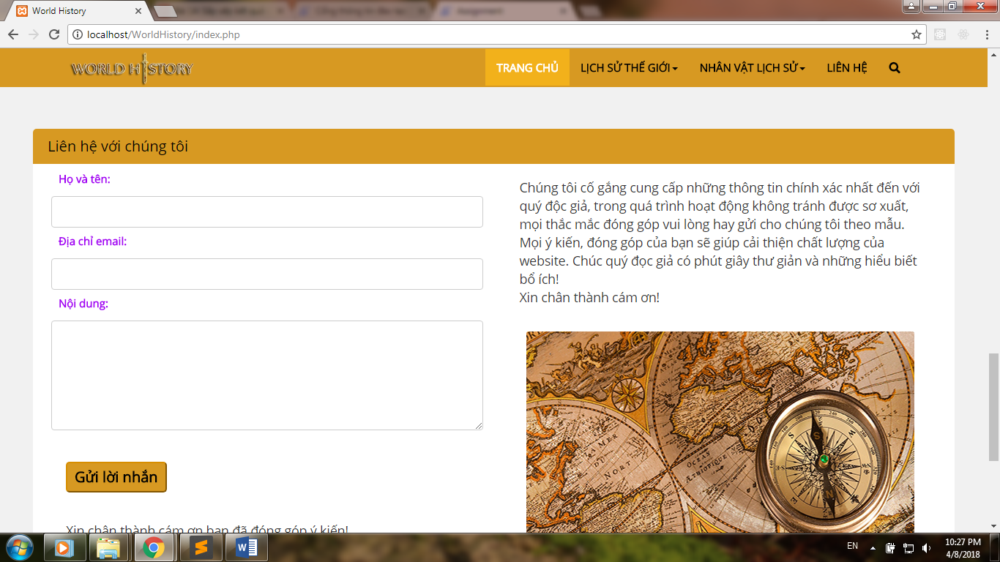 World History
Assignment
localhost/WorldHistory/index.php
WORLD HISTORY
TRANG CHỦ
LỊCH SỬ THẾ GIỚI
NHÂN VẬT LỊCH SỬ
LIÊN HỆ
Liên hệ với chúng tôi
Họ và tên:
Địa chỉ email:
Nội dung:
Gửi lời nhắn
Xin chân thành cám ơn bạn đã đóng góp ý kiến!
Chúng tôi cố gắng cung cấp những thông tin chính xác nhất đến với
quý độc giả, trong quá trình hoạt động không tránh được sơ xuất,
mọi thắc mắc đóng góp vui lòng hay gửi cho chúng tôi theo mẫu.
Mọi ý kiến, đóng góp của bạn sẽ giúp cải thiện chất lượng của
website. Chúc quý đọc giả có phút giây thư giản và những hiểu biết
bổ ích!
Xin chân thành cám ơn!
MER
DU
NORT
OCEAN
ETHIOPIQUE
EN
10:27 PM
4/8/2018